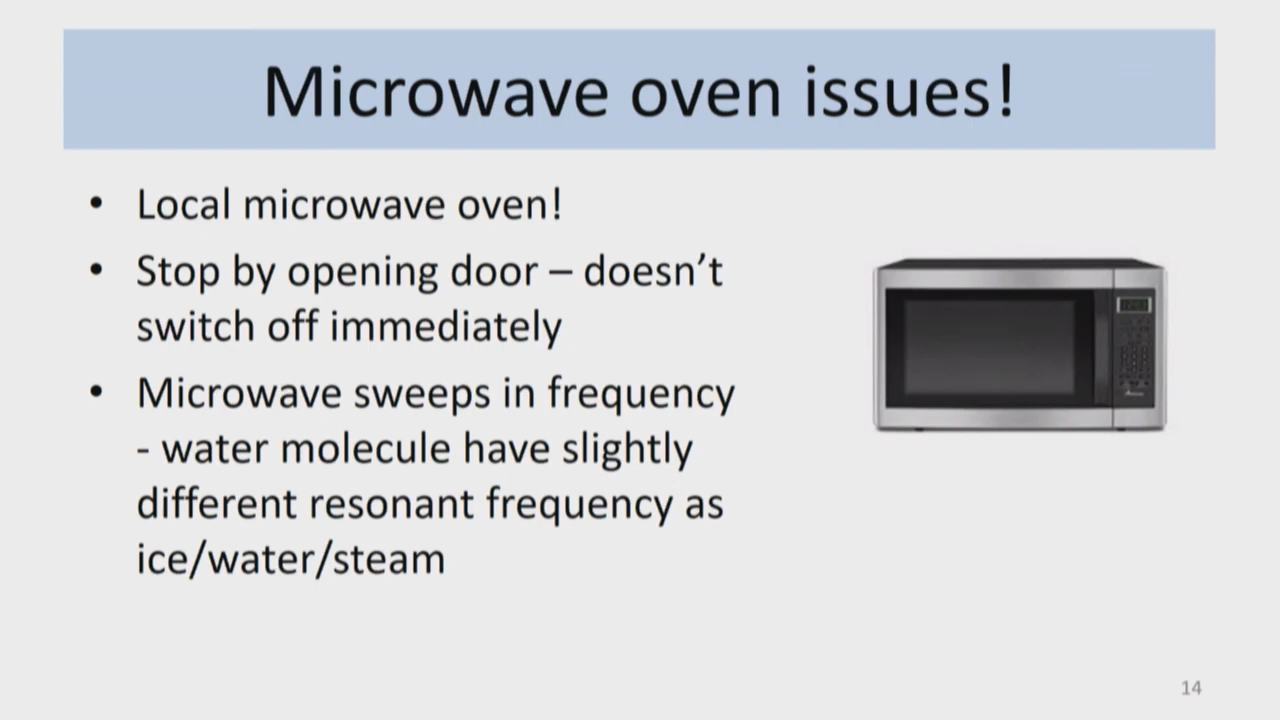 Microwave oven issues!
• Local microwave oven!
• Stop by opening door – doesn’t
switch off immediately
• Microwave sweeps in frequency
- water molecule have slightly
different resonant frequency as
ice/water/steam
14